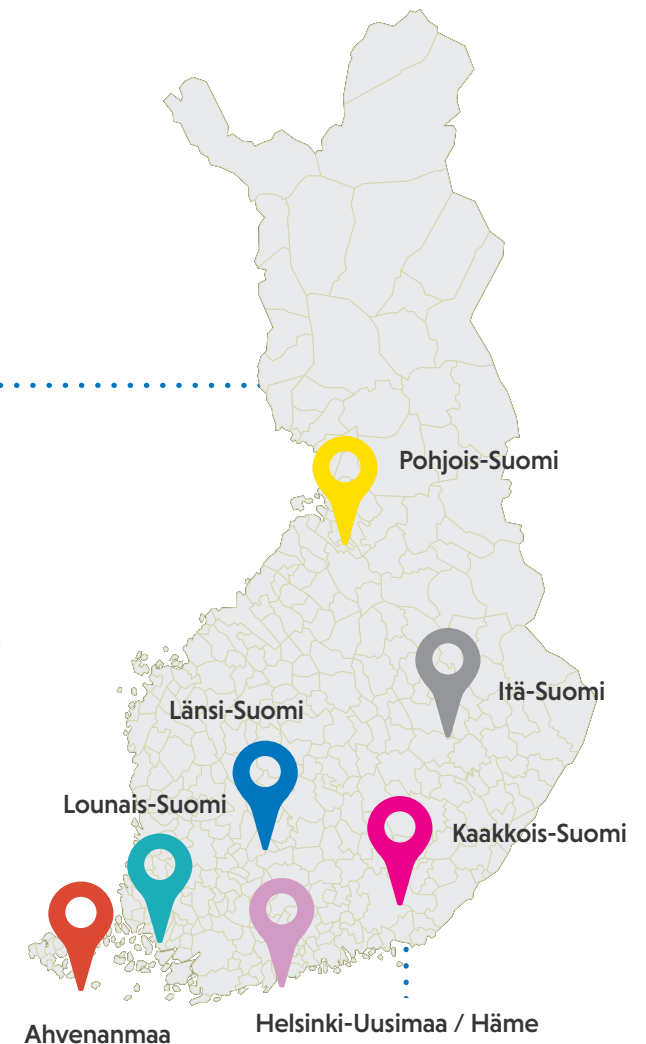 Pohjois-Suomi
Itä-Suomi
Länsi-Suomi
Lounais-Suomi
Kaakkois-Suomi
Helsinki-Uusimaa / Häme
Ahvenanmaa